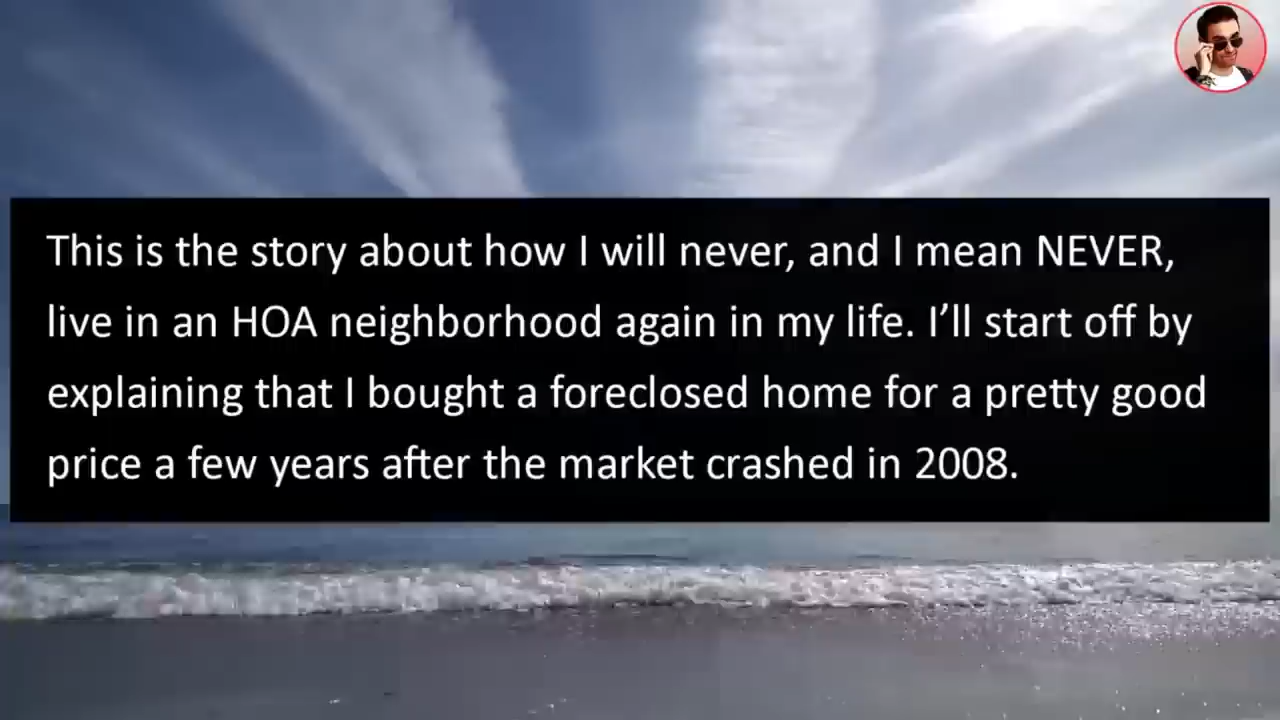 This is the story about how I will never, and I mean NEVER,
live in an HOA neighborhood again in my life. I’ll start off by
explaining that I bought a foreclosed home for a pretty good
price a few years after the market crashed in 2008.